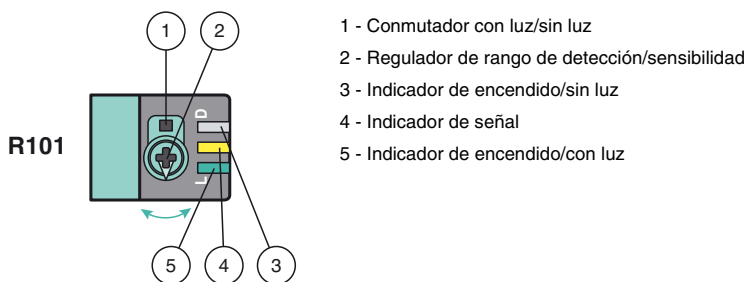 1
2
1 - Conmutador con luz/sin luz
2 - Regulador de rango de detección/sensibilidad
3 - Indicador de encendido/sin luz
4 - Indicador de señal
5 - Indicador de encendido/con luz
R101
D
L
5
4
3